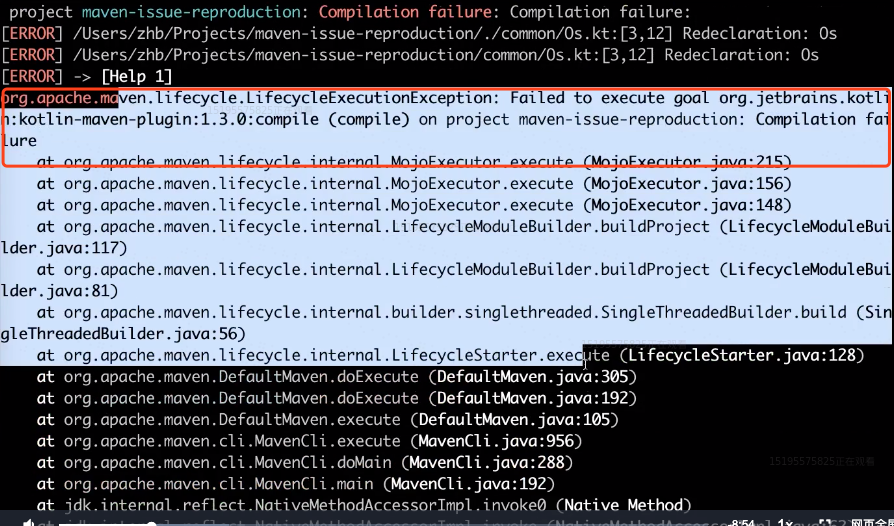 project maven-issue-reproduction: Compilation failure: Compilation failure:
[ERROR] /Users/zhb/Projects/maven-issue-reproduction/./common/Os.kt:[3,12] Redeclaration: Os
[ERROR] /Users/zhb/Projects/maven-issue-reproduction/common/Os.kt:[3,12] Redeclaration: Os
[ERROR] -> [Help 1]
org.apache.maven.lifecycle.LifecycleExecutionException: Failed to execute goal org.jetbrains.kotli
n:kotlin-maven-plugin:1.3.0:compile (compile) on project maven-issue-reproduction: Compilation fai
lure
at org.apache.maven.lifecycle.internal.MojoExecutor.execute (MojoExecutor.java:215)
at org.apache.maven.lifecycle.internal.MojoExecutor.execute (MojoExecutor.java:156)
at org.apache.maven.lifecycle.internal.MojoExecutor.execute (MojoExecutor.java:148)
at org.apache.maven.lifecycle.internal.LifecycleModuleBuilder.buildProject (LifecycleModuleBui
lder.java:117)
at org.apache.maven.lifecycle.internal.LifecycleModuleBuilder.buildProject (LifecycleModuleBui
lder.java:81)
at org.apache.maven.lifecycle.internal.builder.singlethreaded.SingleThreadedBuilder.build (Sin
gleThreadedBuilder.java:56)
at org.apache.maven.lifecycle.internal.LifecycleStarter.execute (LifecycleStarter.java:128)
at org.apache.maven.DefaultMaven.doExecute (DefaultMaven.java:305)
at org.apache.maven.DefaultMaven.doExecute (DefaultMaven.java:192)
at org.apache.maven.DefaultMaven.execute (DefaultMaven.java:105)
at org.apache.maven.cli.MavenCli.execute (MavenCli.java:956)
at org.apache.maven.cli.MavenCli.doMain (MavenCli.java:288)
15195575825正在观看
at org.apache.maven.cli.MavenCli.main (MavenCli.java:192)
at jdk.internal.reflect.NativeMethodAccessorImpl.invoke0 (Native Method)
-8:54 1x 网页全